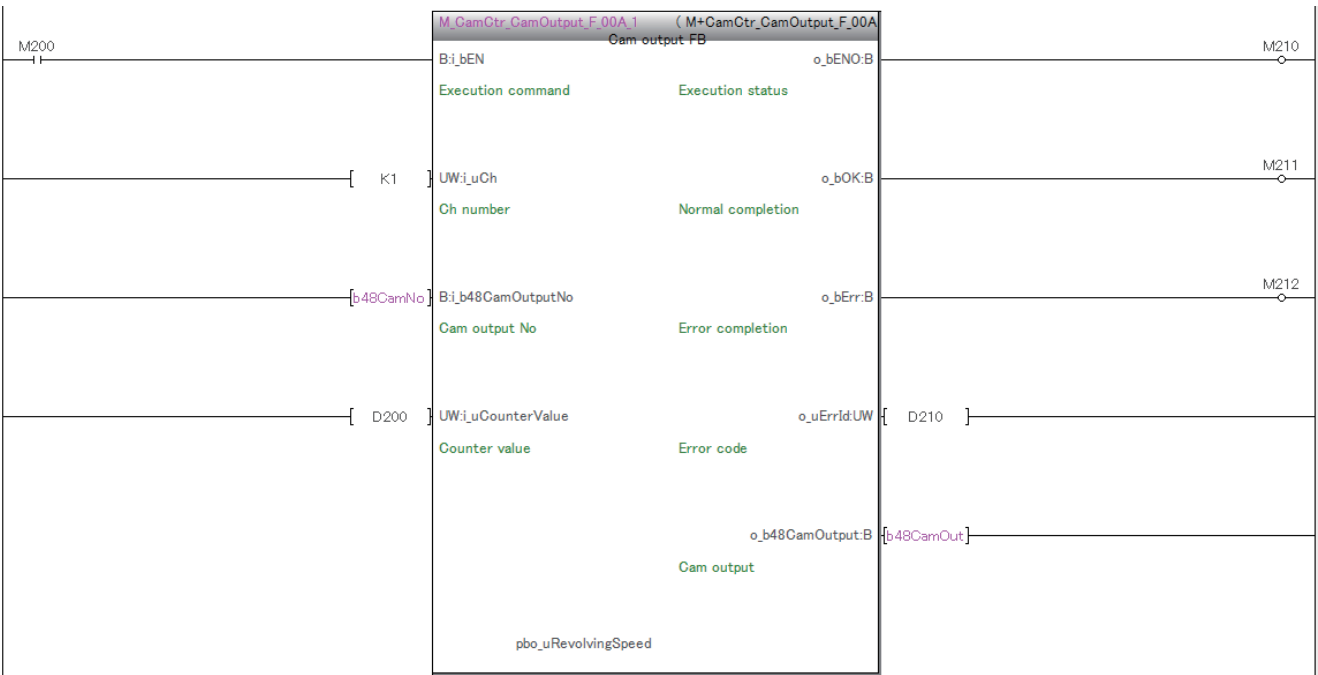 M_CamCtr_CamOutput_F_00A_1 ( M+CamCtr_CamOutput_F_00A
Cam output FB
M200 B:i_bEN o_bENO:B M210
Execution command Execution status
[ K1 ] UW:i_uCh o_bOK:B M211
Ch number Normal completion
[b48CamNo] B:i_b48CamOutputNo o_bErr:B M212
Cam output No Error completion
[ D200 ] UW:i_uCounterValue o_uErrId:UW [ D210 ]
Counter value Error code
o_b48CamOutput:B [b48CamOut]
Cam output
pbo_uRevolvingSpeed